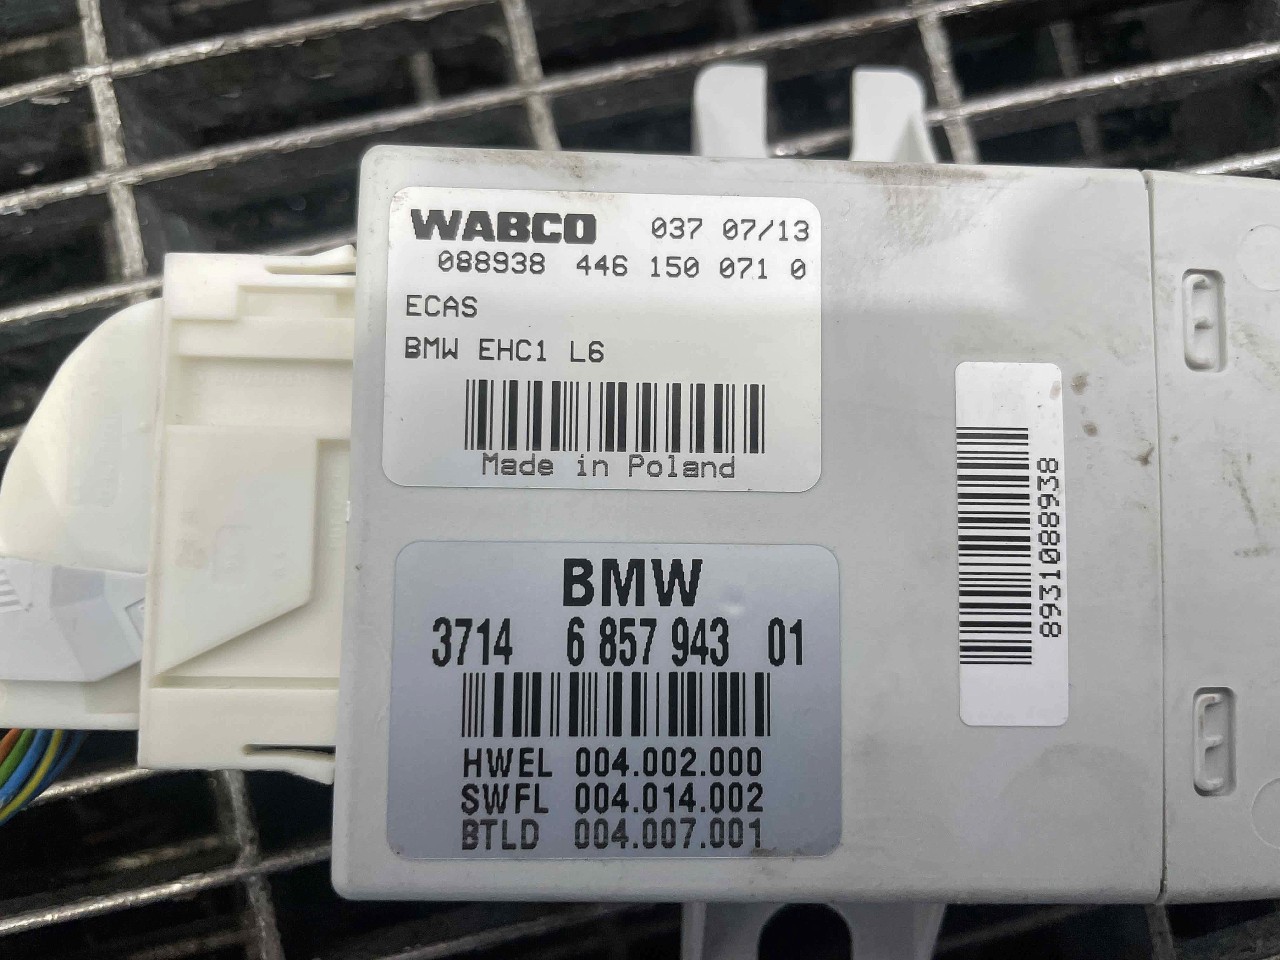 WABCO 037 07/13
088938 446 150 071 0
ECAS
BMW EHC1 L6
Made in Poland
BMW
3714 6 857 943 01
HWEL 004.002.000
SWFL 004.014.002
BTLD 004.007.001
8931088938